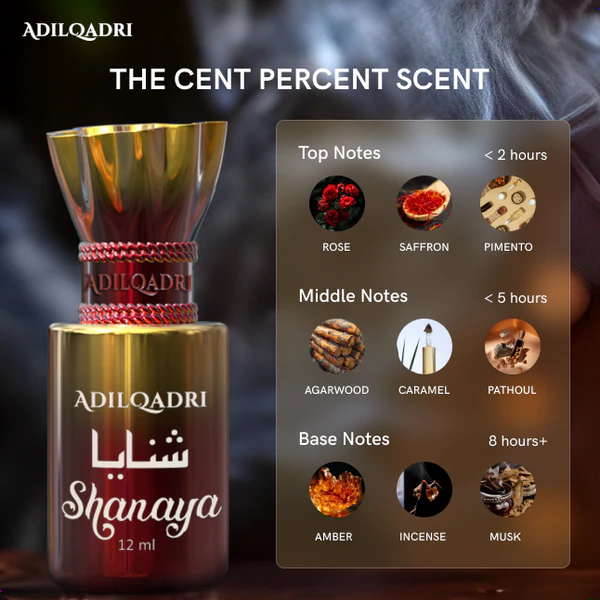 ADILQADRI
THE CENT PERCENT SCENT
ADILQADRI
ADILQADRI
شنايا
Shanaya
12 ml
Top Notes < 2 hours
ROSE SAFFRON PIMENTO
Middle Notes < 5 hours
AGARWOOD CARAMEL PATHOUL
Base Notes 8 hours+
AMBER INCENSE MUSK